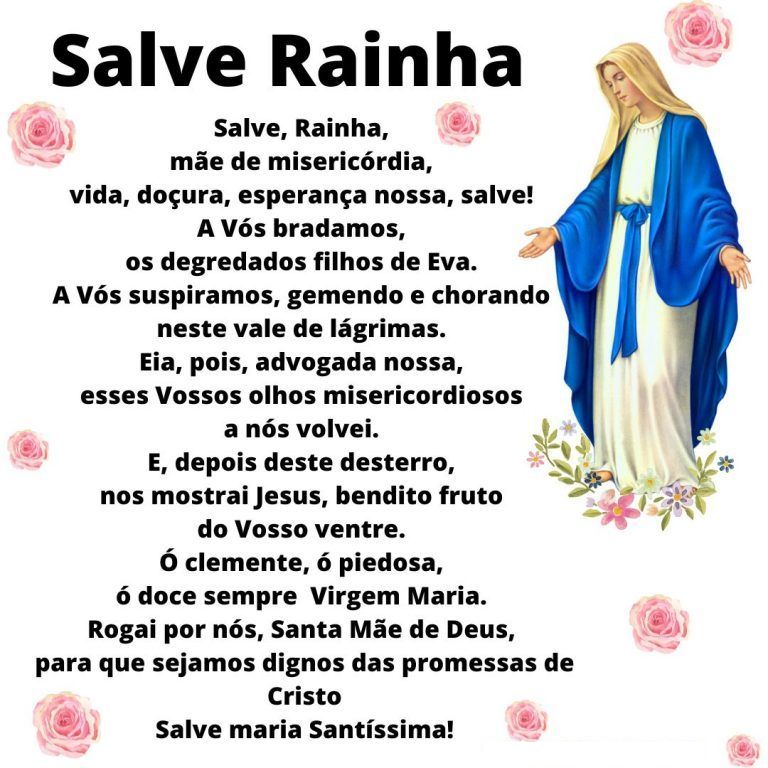 Salve Rainha
Salve, Rainha,
mãe de misericórdia,
vida, doçura, esperança nossa, salve!
A Vós bradamos,
os degredados filhos de Eva.
A Vós suspiramos, gemendo e chorando
neste vale de lágrimas.
Eia, pois, advogada nossa,
esses Vossos olhos misericordiosos
a nós volvei.
E, depois deste desterro,
nos mostrai Jesus, bendito fruto
do Vosso ventre.
Ó clemente, ó piedosa,
ó doce sempre  Virgem Maria.
Rogai por nós, Santa Mãe de Deus,
para que sejamos dignos das promessas de
Cristo
Salve maria Santíssima!